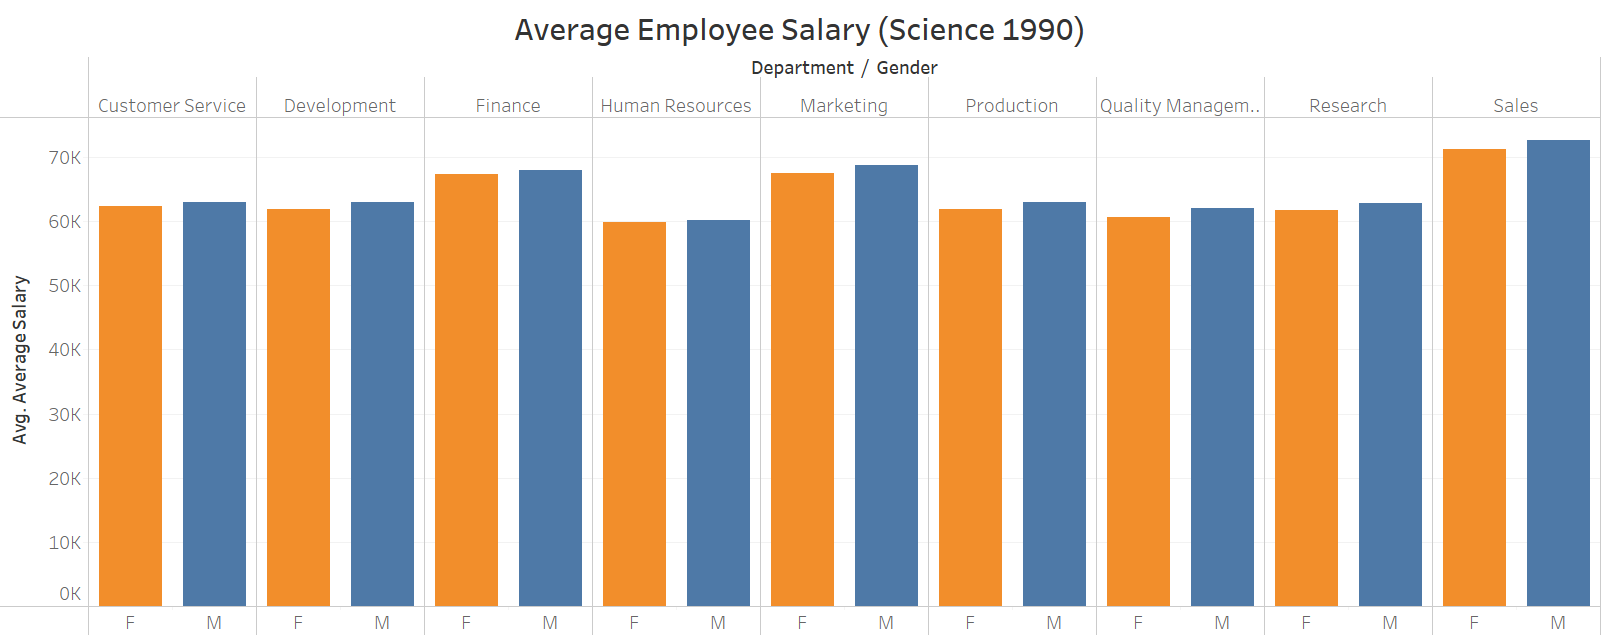 Average Employee Salary (Science 1990)
Department / Gender
Customer Service Development Finance Human Resources Marketing Production Quality Managem.. Research Sales
70K
60K
50K
40K
30K
20K
10K
0K
Avg. Average Salary
F M F M F M F M F M F M F M F M F M